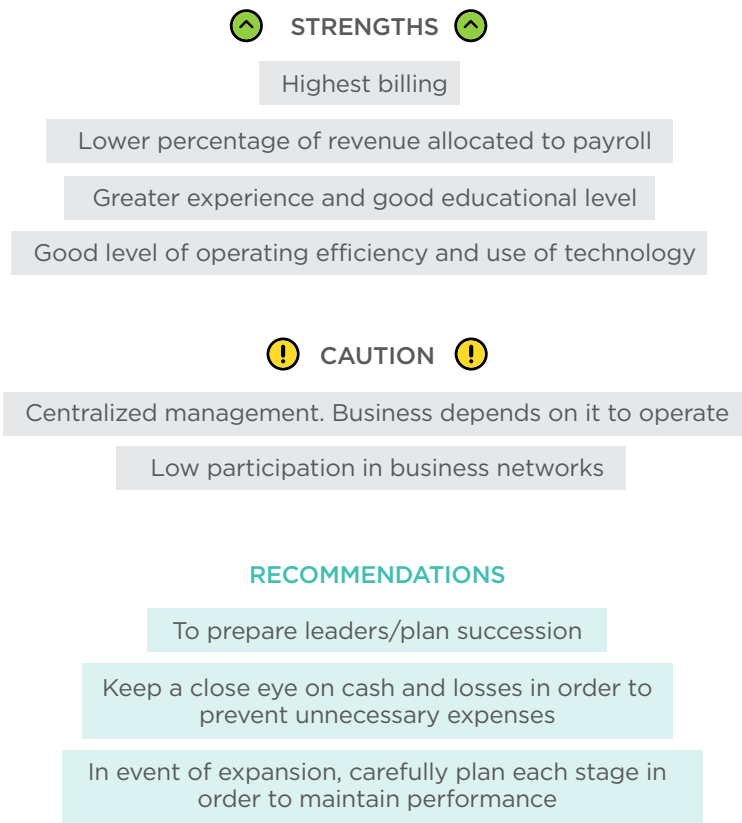 STRENGTHS
Highest billing
Lower percentage of revenue allocated to payroll
Greater experience and good educational level
Good level of operating efficiency and use of technology
CAUTION
Centralized management. Business depends on it to operate
Low participation in business networks
RECOMMENDATIONS
To prepare leaders/plan succession
Keep a close eye on cash and losses in order to
prevent unnecessary expenses
In event of expansion, carefully plan each stage in
order to maintain performance